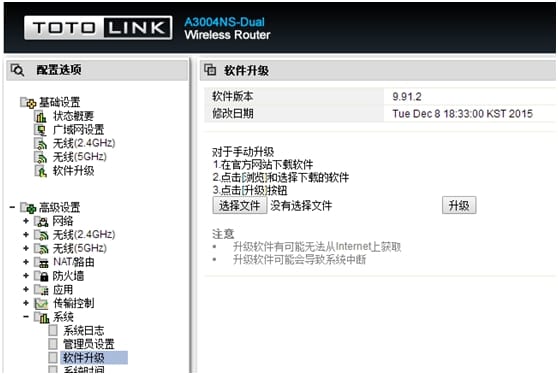 TOTO LINK
A3004NS-Dual
Wireless Router
配置选项
基础设置
状态概要
广域网设置
无线(2.4GHz)
无线(5GHz)
软件升级
高级设置
网络
无线(2.4GHz)
无线(5GHz)
NAT/路由
防火墙
应用
传输控制
系统
系统日志
管理员设置
软件升级
系统时间
软件升级
软件版本 9.91.2
修改日期 Tue Dec 8 18:33:00 KST 2015
对于手动升级
1.在官方网站下载软件
2.点击[浏览]和选择下载的软件
3.点击[升级]按钮
选择文件 没有选择文件 升级
注意
升级软件有可能无法从Internet上获取
升级软件可能会导致系统中断